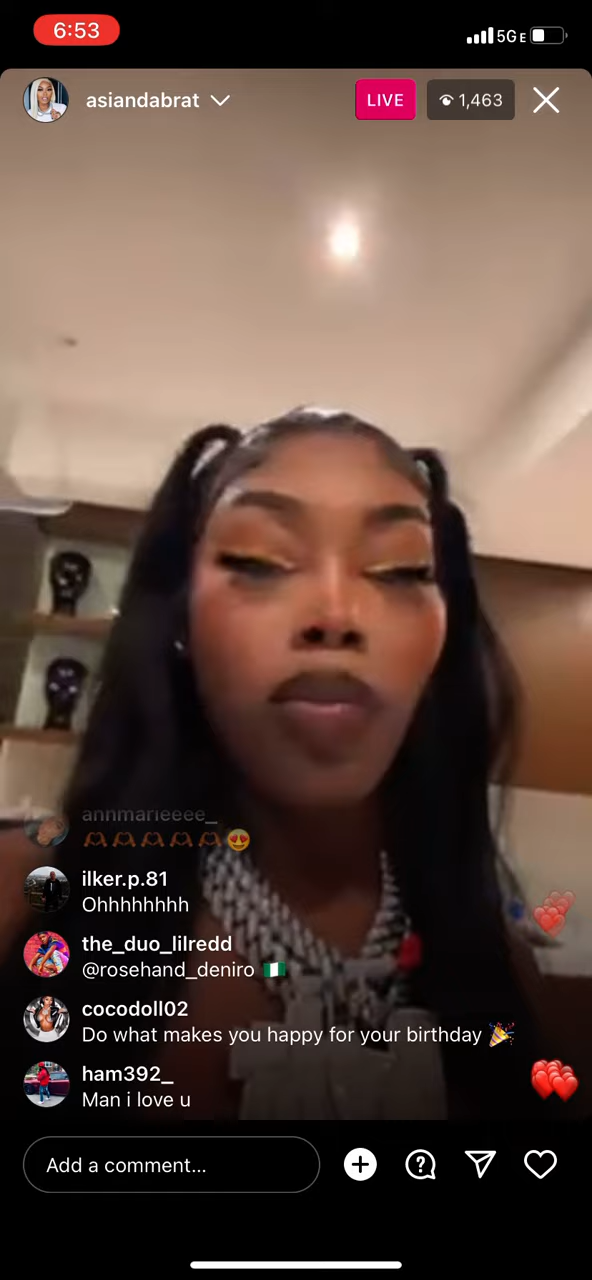 6:53
5GE
asiandabrat
LIVE
1,463
annmarieeee_
🫶🏾🫶🏾🫶🏾🫶🏾🫶🏾😍
ilker.p.81
Ohhhhhhhh
the_duo_lilredd
@rosehand_deniro 🇳🇬
cocodoll02
Do what makes you happy for your birthday 🎉
ham392_
Man i love u
Add a comment...